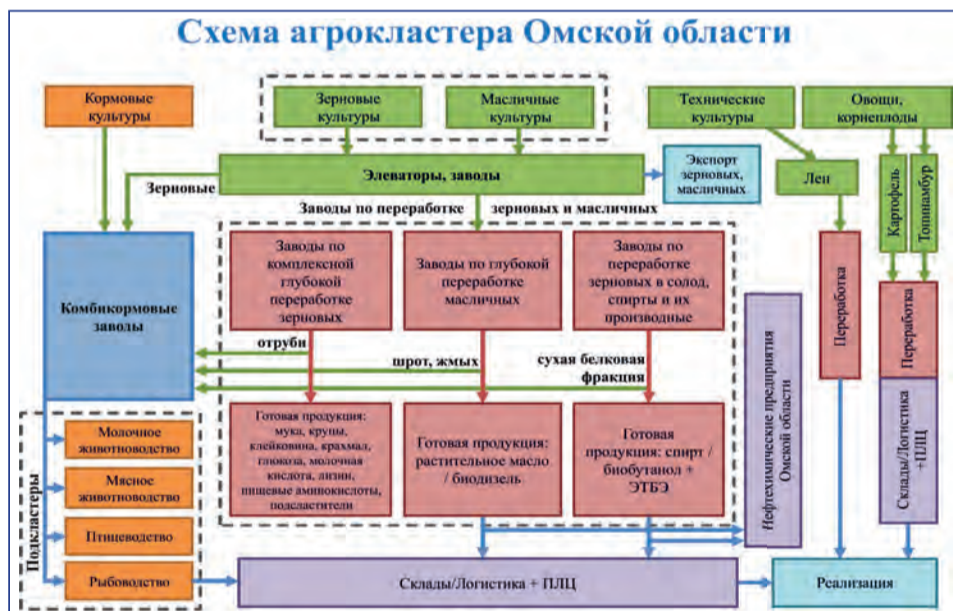 Схема агрокластера Омской области
Кормовые
культуры
Зерновые
культуры
Масличные
культуры
Технические
культуры
Овощи,
корнеплоды
Зерновые
Элеваторы, заводы
Экспорт
зерновых,
масличных
Лен
Картофель
Топинамбур
Заводы по переработке зерновых и масличных
Комбикормовые
заводы
Заводы по
комплексной
глубокой
переработке
зерновых
Заводы по глубокой
переработке
масличных
Заводы по
переработке
зерновых в солод,
спирты и их
производные
Переработка
Переработка
отруби
шрот, жмых
сухая белковая
фракция
Нефтехимические предприятия
Омской области
Склады/Логистика
+ПЛЦ
Подкластеры
Молочное
животноводство
Мясное
животноводство
Птицеводство
Рыбоводство
Готовая продукция:
мука, крупы,
клейковина, крахмал,
глюкоза, молочная
кислота, лизин,
пищевые аминокислоты,
подсластители
Готовая продукция:
растительное масло
/ биодизель
Готовая
продукция: спирт /
биобутанол +
ЭТБЭ
Склады/Логистика + ПЛЦ
Реализация